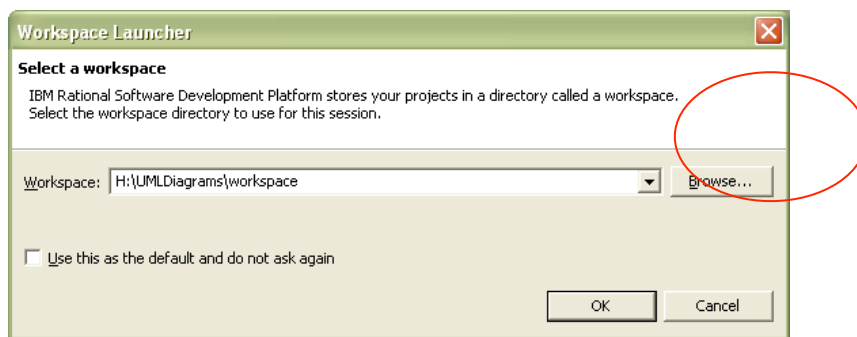 Workspace Launcher
Select a workspace
IBM Rational Software Development Platform stores your projects in a directory called a workspace.
Select the workspace directory to use for this session.
Workspace: H:\UMLDiagrams\workspace Browse...
Use this as the default and do not ask again
OK Cancel